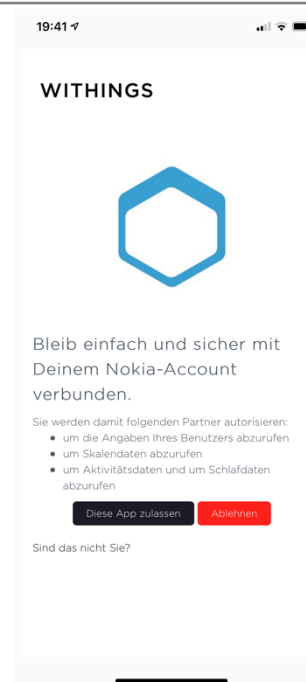 19:41
WITHINGS
Bleib einfach und sicher mit
Deinem Nokia-Account
verbunden.
Sie werden damit folgenden Partner autorisieren:
• um die Angaben Ihres Benutzers abzurufen
• um Skalendaten abzurufen
• um Aktivitätsdaten und um Schlafdaten
abzurufen
Diese App zulassen Ablehnen
Sind das nicht Sie?